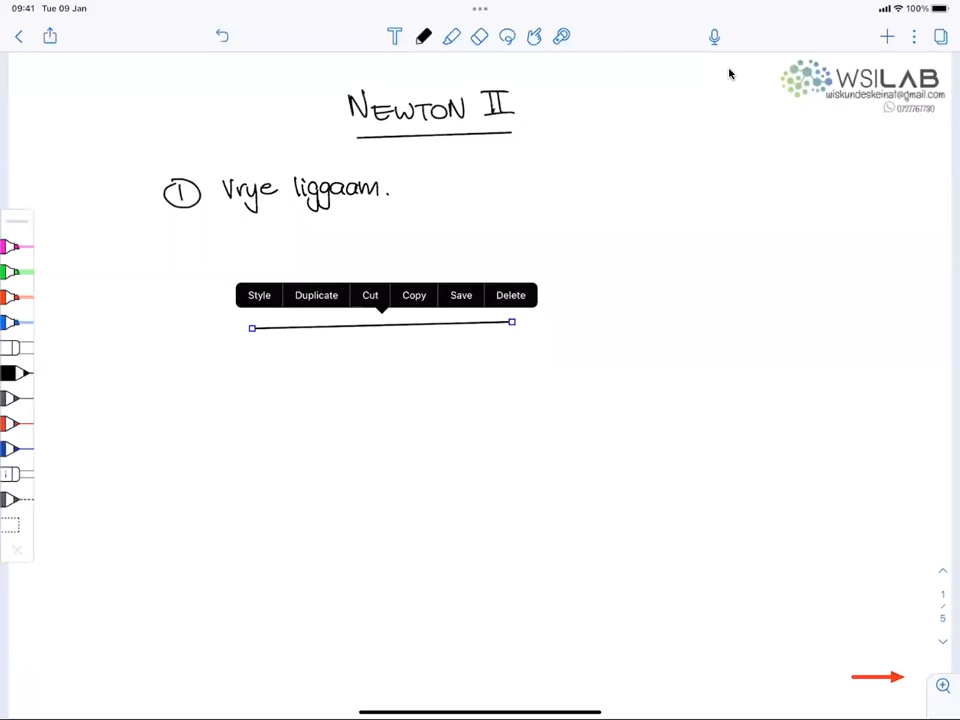 09:41 Tue 09 Jan 100%
WSILAB
wiskundeskeinat@gmail.com
0727767730
NEWTON II
① Vrye liggaam.
Style Duplicate Cut Copy Save Delete
1
/
5